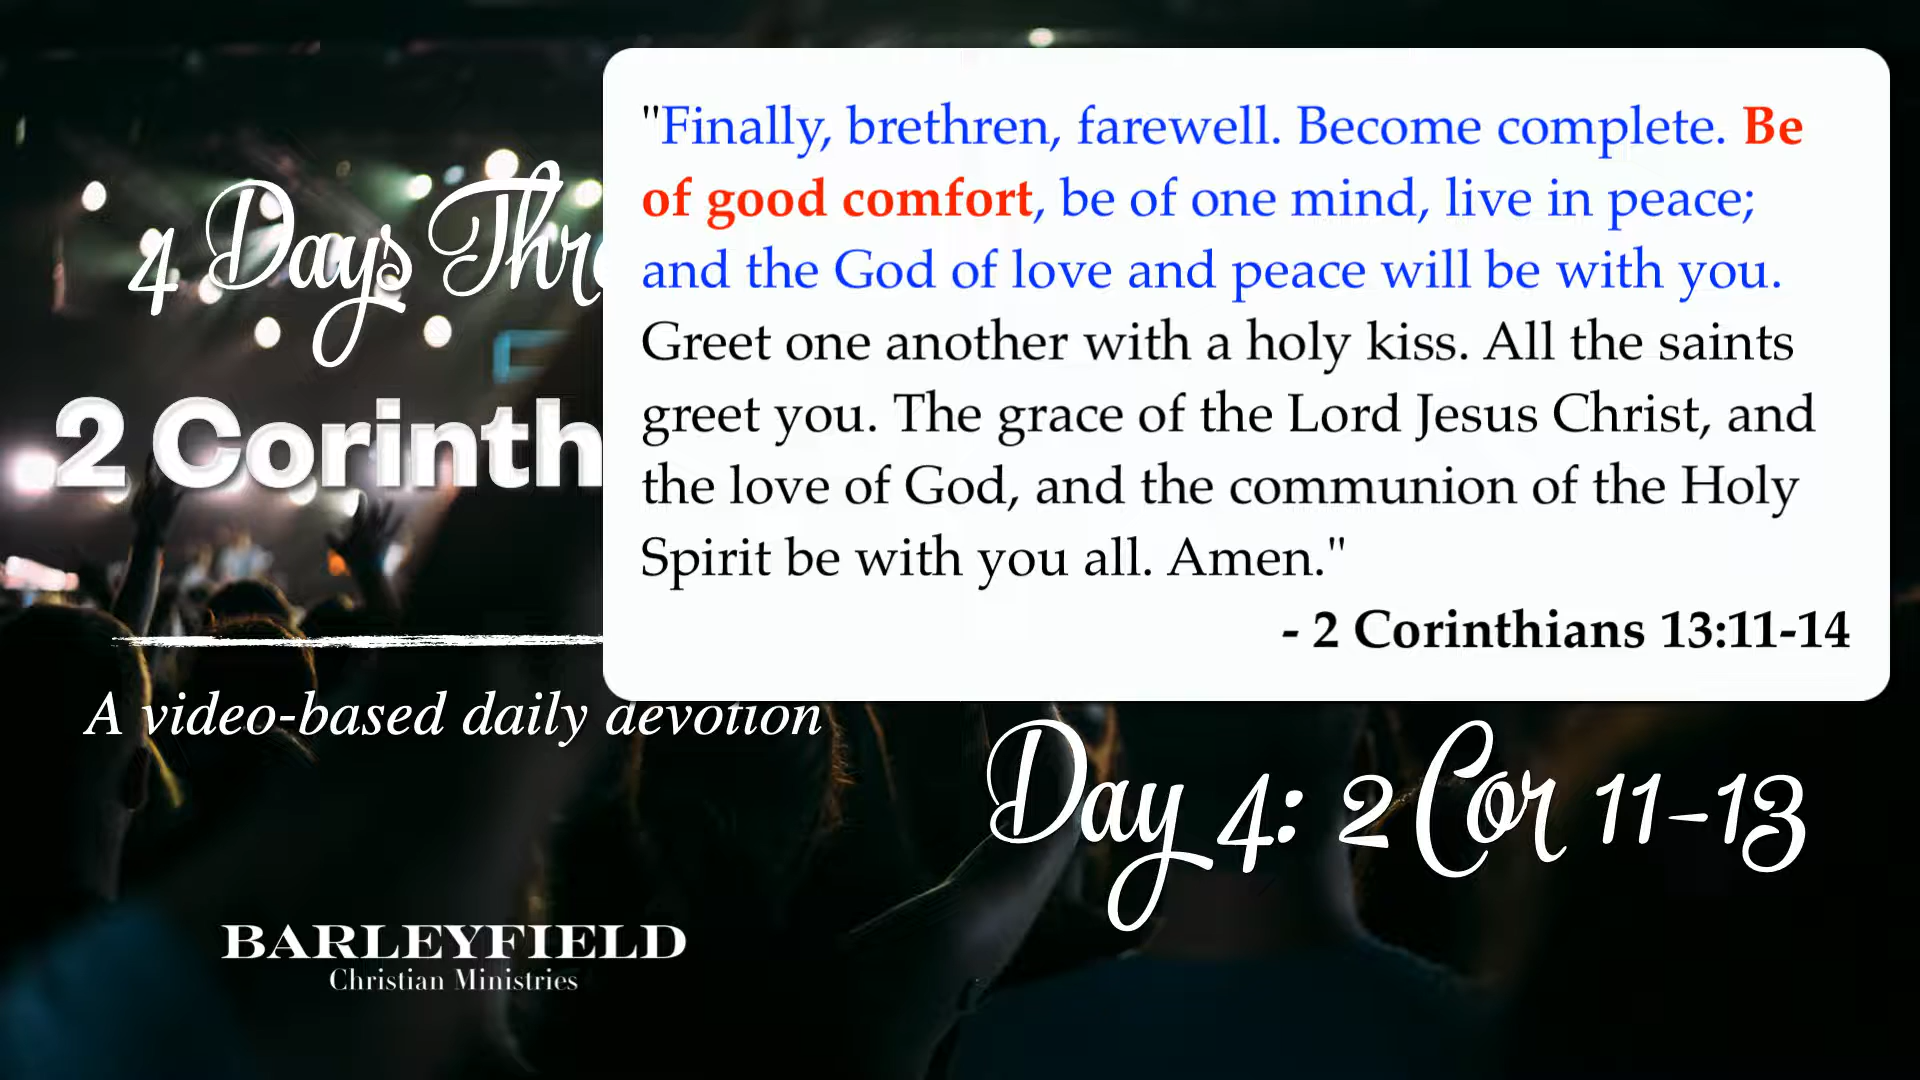 4 Days Thr
2 Corinth
A video-based daily devotion
BARLEYFIELD
Christian Ministries
"Finally, brethren, farewell. Become complete. Be
of good comfort, be of one mind, live in peace;
and the God of love and peace will be with you.
Greet one another with a holy kiss. All the saints
greet you. The grace of the Lord Jesus Christ, and
the love of God, and the communion of the Holy
Spirit be with you all. Amen."
- 2 Corinthians 13:11-14
Day 4: 2 Cor 11-13